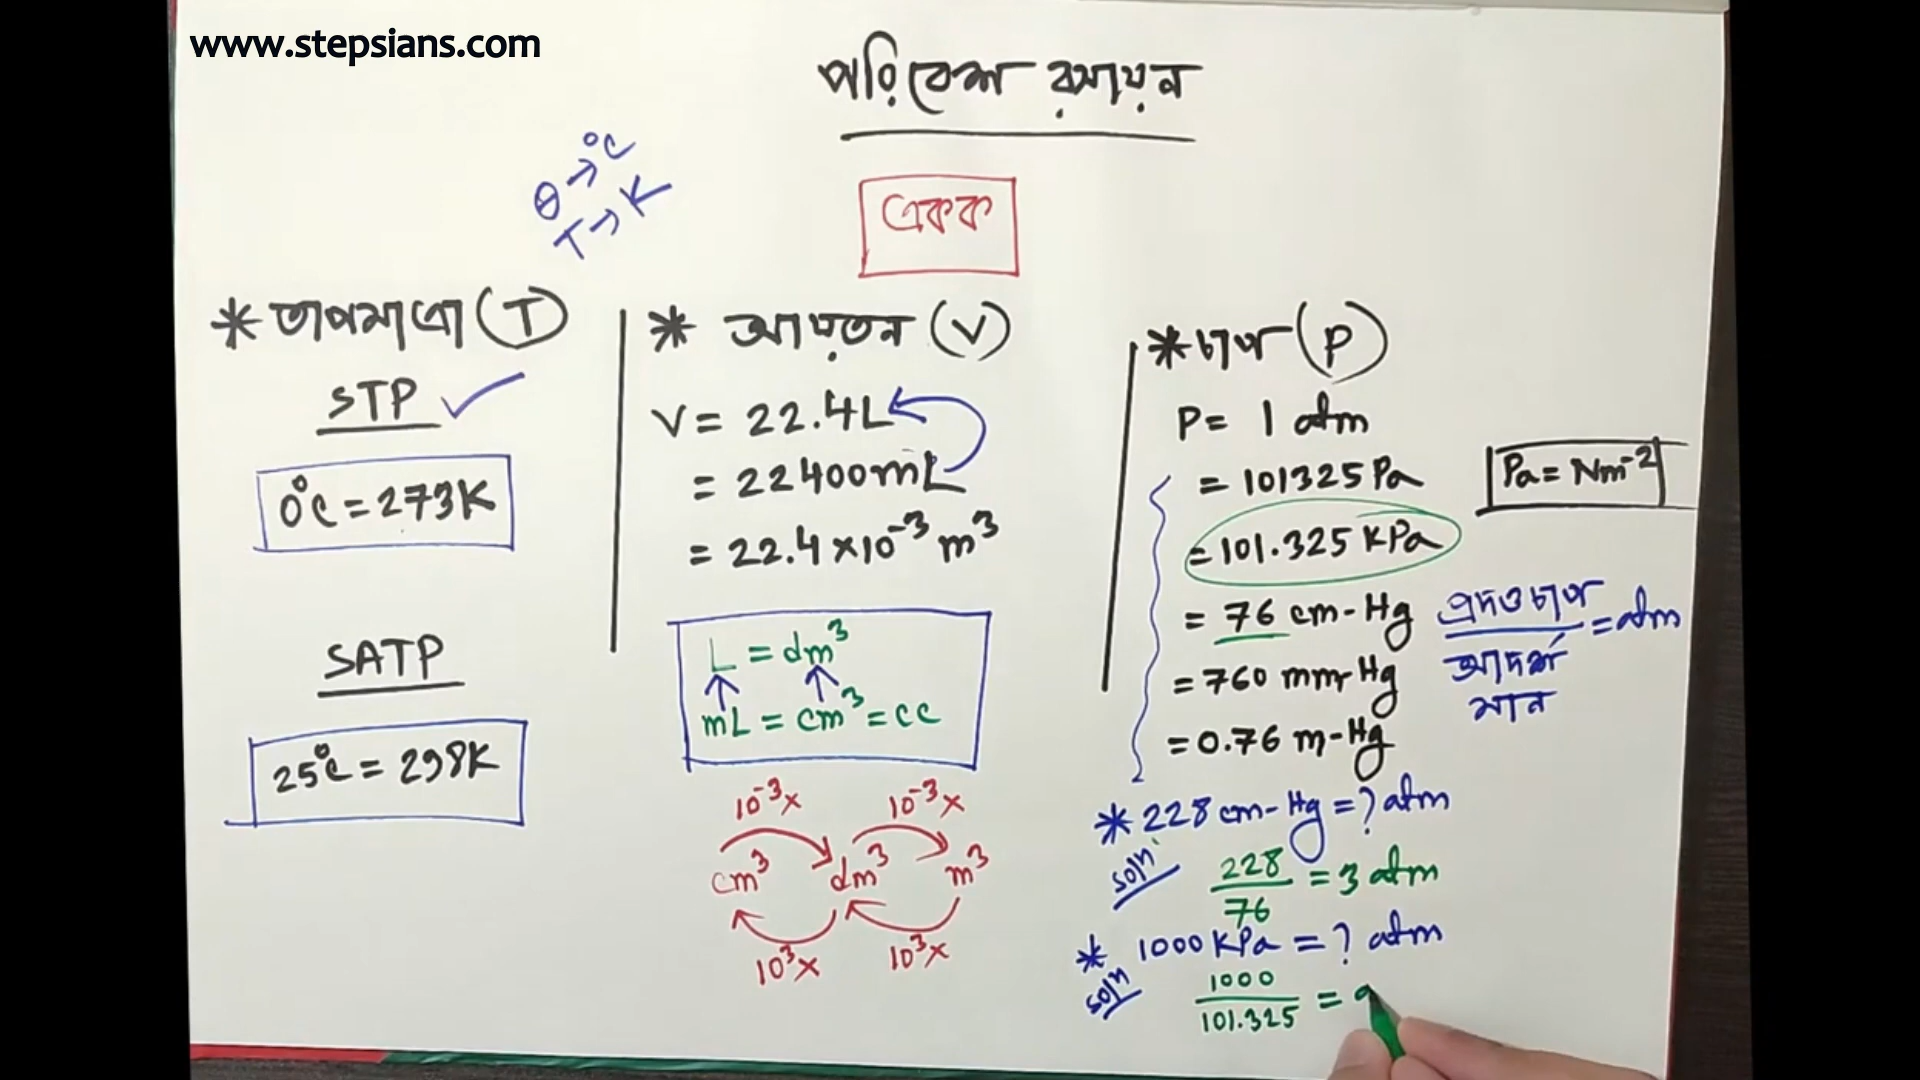 www.stepsians.com
পরিবেশ রসায়ন
θ → °C
T → K
একক
* তাপমাত্রা (T)
STP ✓
0°C = 273K
SATP
25°C = 298K
* আয়তন (V)
V = 22.4L
= 22400mL
= 22.4×10⁻³ m³
L = dm³
mL = cm³ = cc
10⁻³× 10⁻³×
cm³ dm³ m³
10³× 10³×
* চাপ (P)
P = 1 atm
= 101325 Pa
Pa = Nm⁻²
= 101.325 KPa
= 76 cm-Hg
= 760 mm-Hg
= 0.76 m-Hg
প্রদত্ত চাপ
= atm
আদর্শ
মান
* 228 cm-Hg = ? atm
soln
228
= 3 atm
76
* 1000 KPa = ? atm
soln
1000
=
101.325